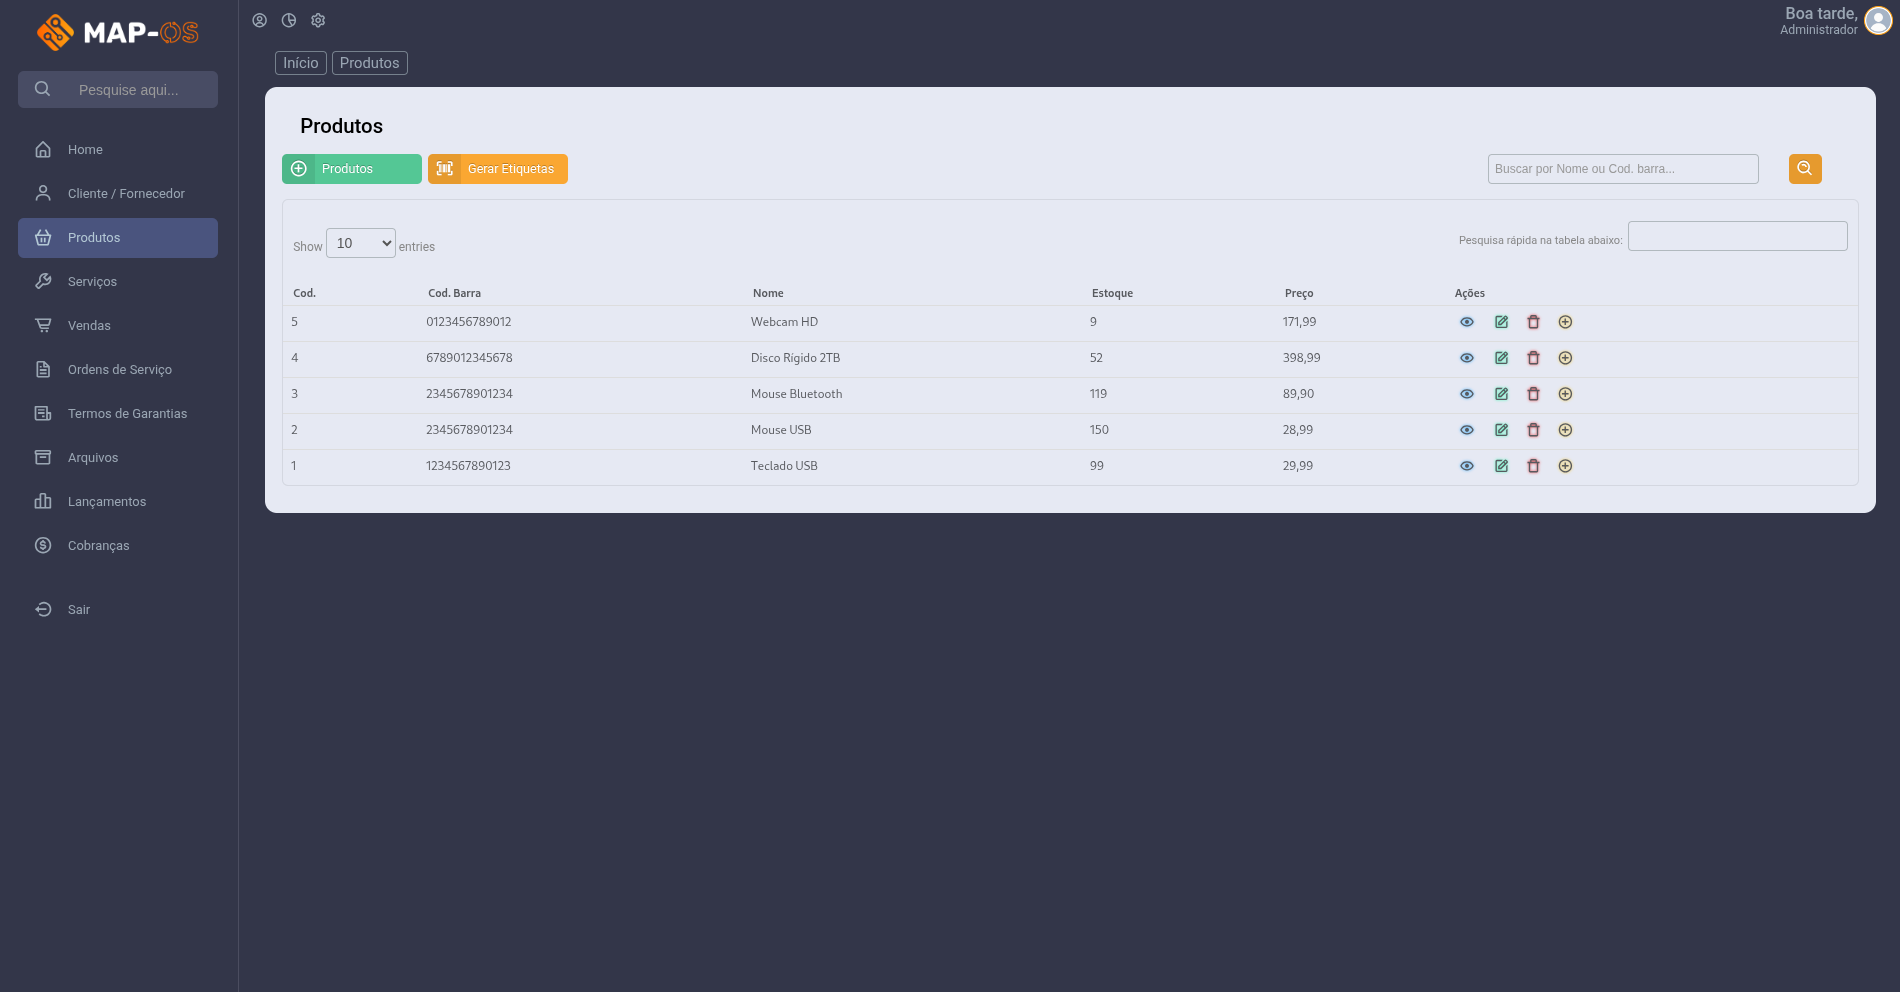 MAP-OS
Pesquise aqui...
Home
Cliente / Fornecedor
Produtos
Serviços
Vendas
Ordens de Serviço
Termos de Garantias
Arquivos
Lançamentos
Cobranças
Sair
Boa tarde,
Administrador
Início Produtos
Produtos
Produtos Gerar Etiquetas Buscar por Nome ou Cod. barra...
Show 10 entries Pesquisa rápida na tabela abaixo:
Cod. Cod. Barra Nome Estoque Preço Ações
5 0123456789012 Webcam HD 9 171,99
4 6789012345678 Disco Rígido 2TB 52 398,99
3 2345678901234 Mouse Bluetooth 119 89,90
2 2345678901234 Mouse USB 150 28,99
1 1234567890123 Teclado USB 99 29,99